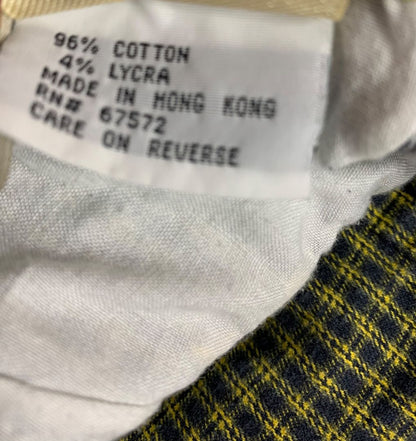 96% COTTON
4% LYCRA
MADE IN HONG KONG
RN# 67572
CARE ON REVERSE